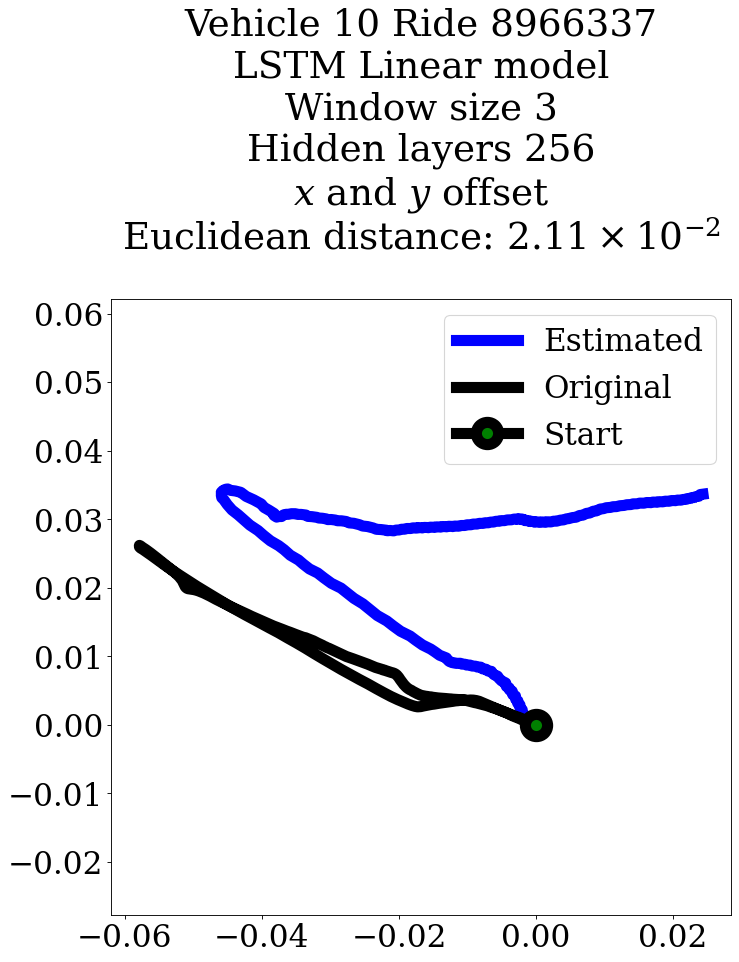 Vehicle 10 Ride 8966337
LSTM Linear model
Window size 3
Hidden layers 256
x and y offset
Euclidean distance: 2.11 × 10⁻²
Estimated
Original
Start
0.06
0.05
0.04
0.03
0.02
0.01
0.00
−0.01
−0.02
−0.06 −0.04 −0.02 0.00 0.02